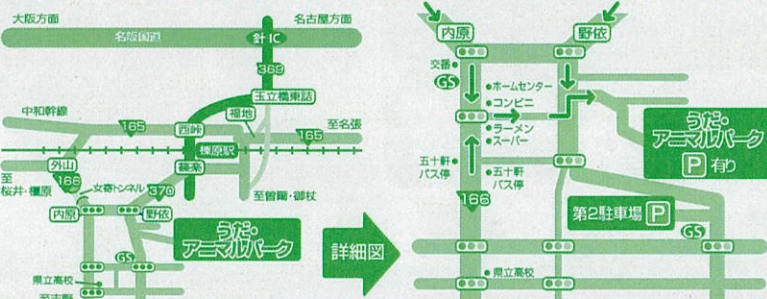 大阪方面
名古屋方面
名阪国道
針IC
369
玉立橋東詰
福地
中和幹線
165
西峠
165
至名張
榛原駅
外山
至
桜井・橿原
166
女寄トンネル
370
篠楽
至曽爾・御杖
内原
野依
うだ・
アニマルパーク
GS
県立高校
至吉野
詳細図
内原
野依
交番
GS
ホームセンター
コンビニ
ラーメン
スーパー
うだ・
アニマルパーク
P 有り
五十軒
バス停
五十軒
バス停
166
第2駐車場 P
GS
県立高校